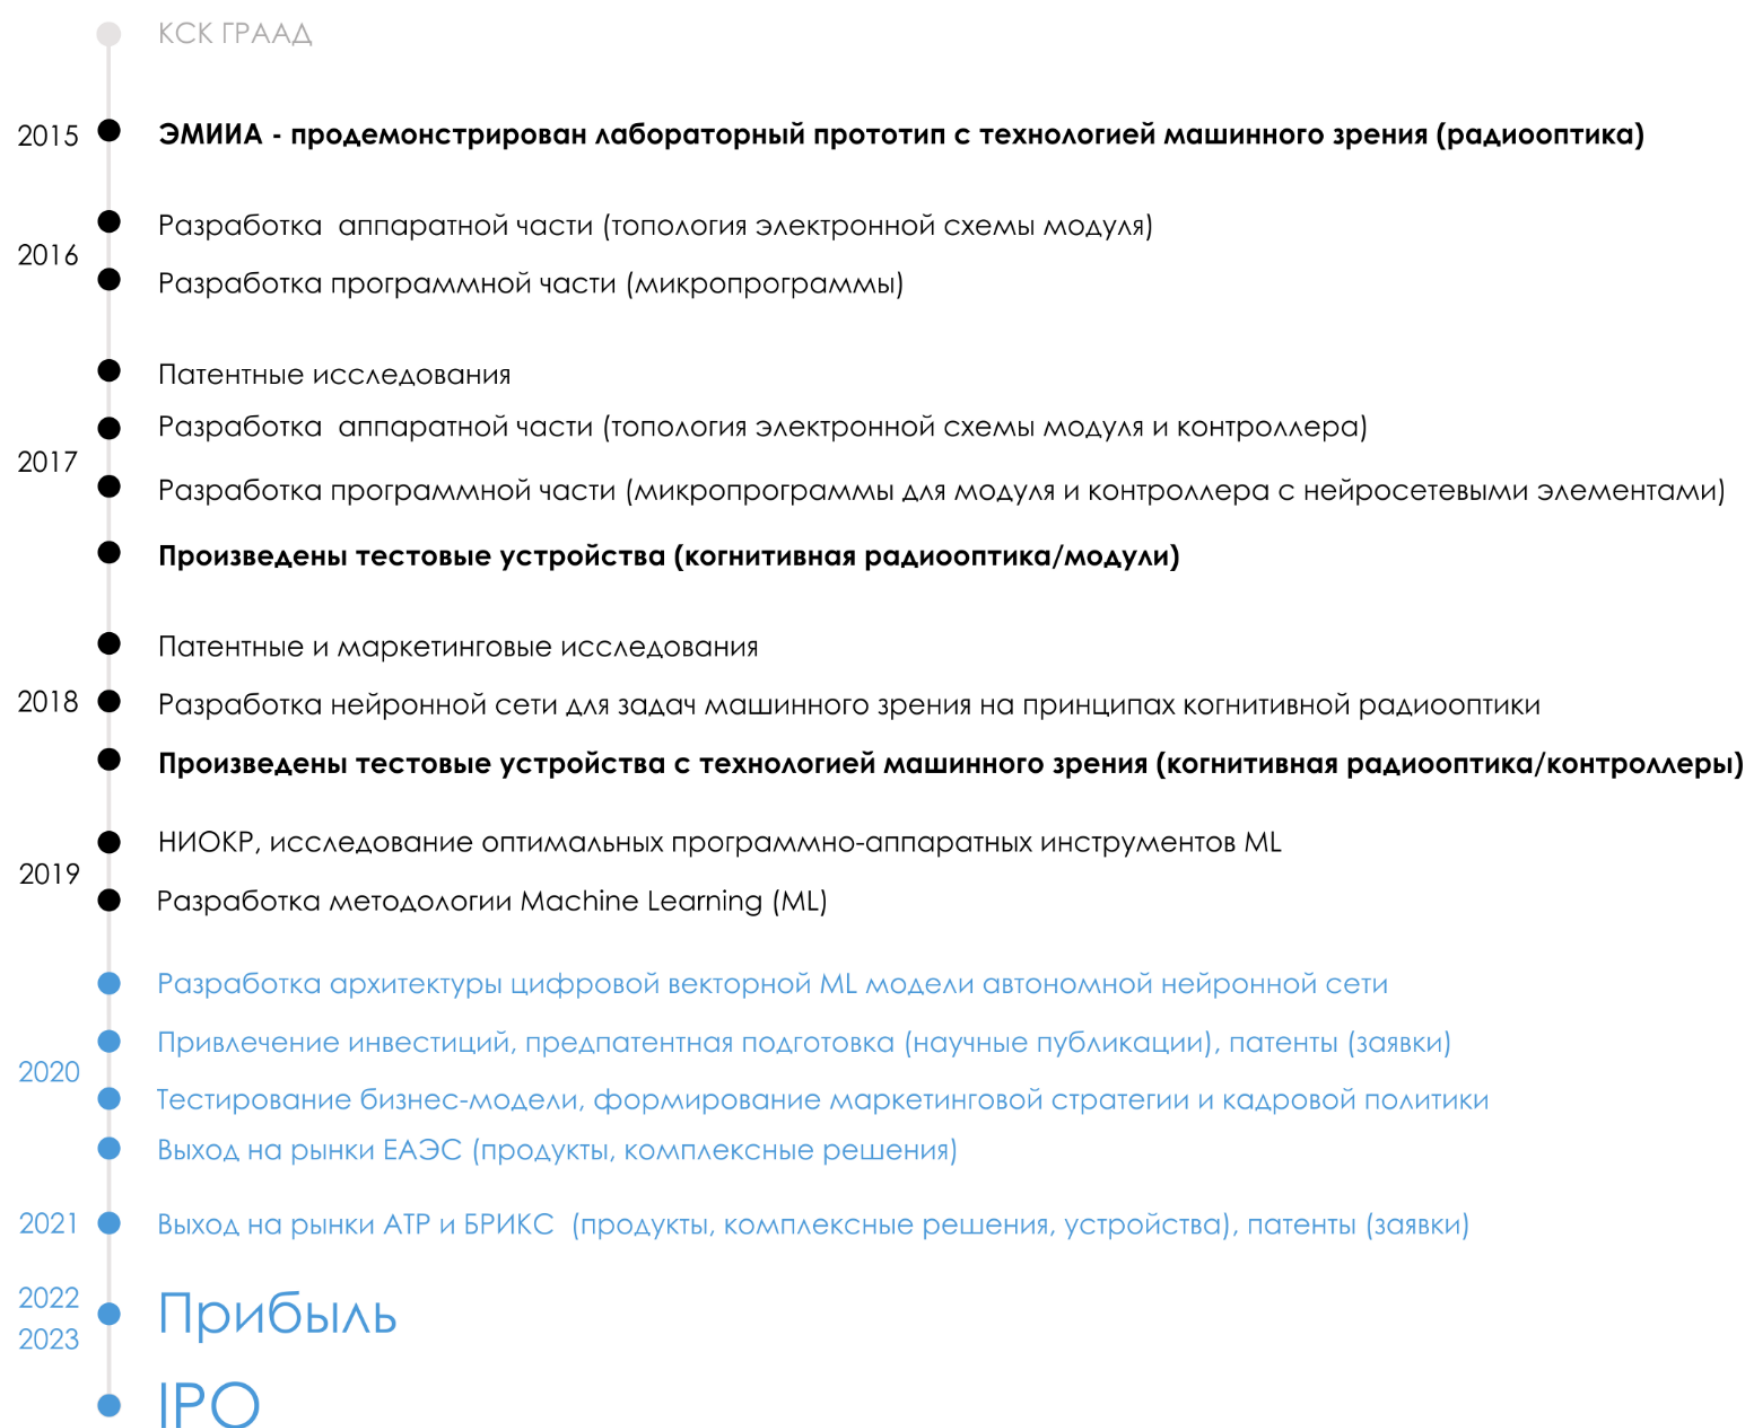 КСК ГРААД
2015
ЭМИИА - продемонстрирован лабораторный прототип с технологией машинного зрения (радиооптика)
2016
Разработка аппаратной части (топология электронной схемы модуля)
Разработка программной части (микропрограммы)
2017
Патентные исследования
Разработка аппаратной части (топология электронной схемы модуля и контроллера)
Разработка программной части (микропрограммы для модуля и контроллера с нейросетевыми элементами)
Произведены тестовые устройства (когнитивная радиооптика/модули)
2018
Патентные и маркетинговые исследования
Разработка нейронной сети для задач машинного зрения на принципах когнитивной радиооптики
Произведены тестовые устройства с технологией машинного зрения (когнитивная радиооптика/контроллеры)
2019
НИОКР, исследование оптимальных программно-аппаратных инструментов ML
Разработка методологии Machine Learning (ML)
2020
Разработка архитектуры цифровой векторной ML модели автономной нейронной сети
Привлечение инвестиций, предпатентная подготовка (научные публикации), патенты (заявки)
Тестирование бизнес-модели, формирование маркетинговой стратегии и кадровой политики
Выход на рынки ЕАЭС (продукты, комплексные решения)
2021
Выход на рынки АТР и БРИКС (продукты, комплексные решения, устройства), патенты (заявки)
2022
2023
Прибыль
IPO